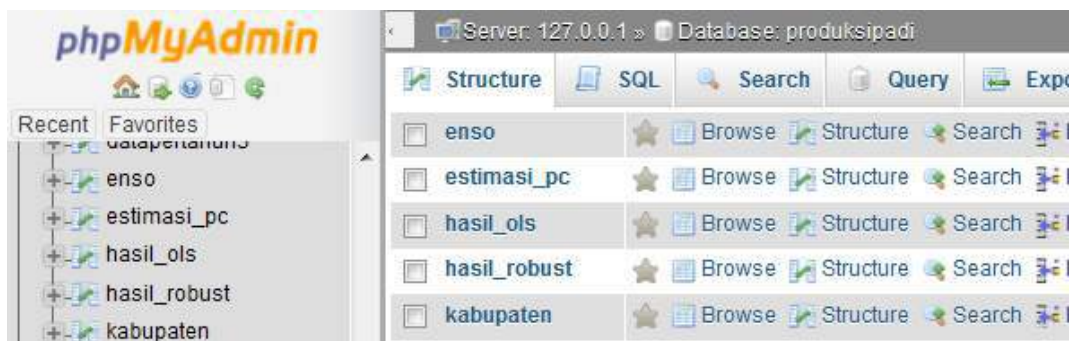 phpMyAdmin
Recent Favorites
datapertanun3
enso
estimasi_pc
hasil_ols
hasil_robust
kabupaten
Server: 127.0.0.1 » Database: produksipadi
Structure SQL Search Query Expo
enso Browse Structure Search
estimasi_pc Browse Structure Search
hasil_ols Browse Structure Search
hasil_robust Browse Structure Search
kabupaten Browse Structure Search